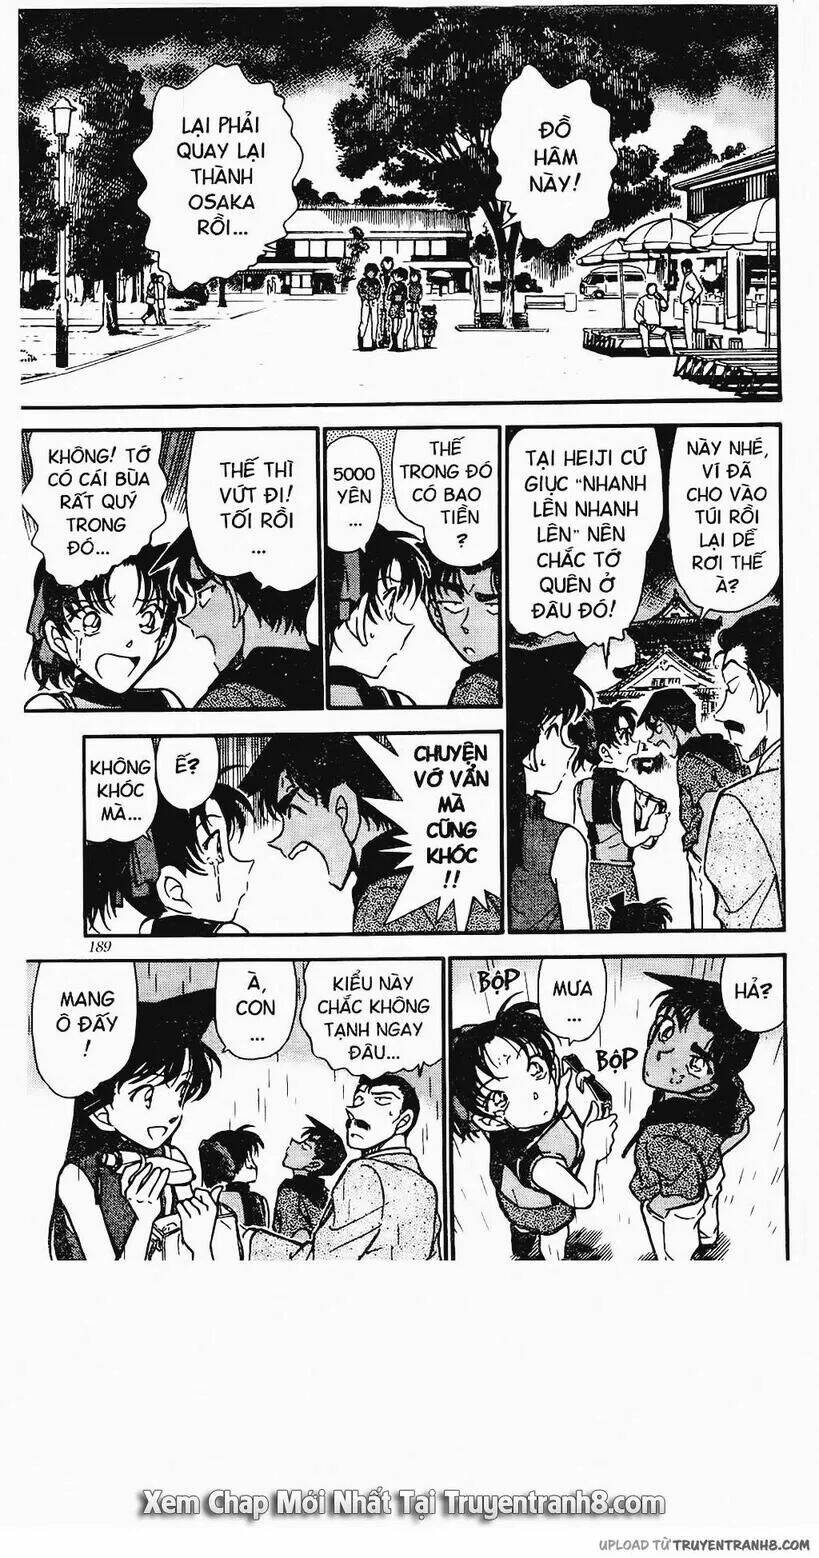 ĐỒ
HÂM
NÀY!
LẠI PHẢI
QUAY LẠI
THÀNH
OSAKA
RỒI...
NÀY NHÉ,
VÍ ĐÃ
CHO VÀO
TÚI RỒI
LẠI DỄ
RƠI THẾ
À?
TẠI HEIJI CỨ
GIỤC "NHANH
LÊN NHANH
LÊN" NÊN
CHẮC TỚ
QUÊN Ở
ĐÂU ĐÓ!
THẾ
TRONG ĐÓ
CÓ BAO
TIỀN
?
5000
YÊN
...
THẾ THÌ
VỨT ĐI!
TỐI RỒI
...
KHÔNG! TỚ
CÓ CÁI BÙA
RẤT QUÝ
TRONG
ĐÓ...
CHUYỆN
VỚ VẨN
MÀ
CŨNG
KHÓC
!!
Ế?
KHÔNG
KHÓC
MÀ...
189
HẢ?
MƯA
...
BỘP
BỘP
KIỂU NÀY
CHẮC KHÔNG
TẠNH NGAY
ĐÂU...
À,
CON
...
MANG
Ô ĐẤY
!
Xem Chap Mới Nhất Tại Truyentranh8.com
UPLOAD TỪ TRUYENTRANH8.COM